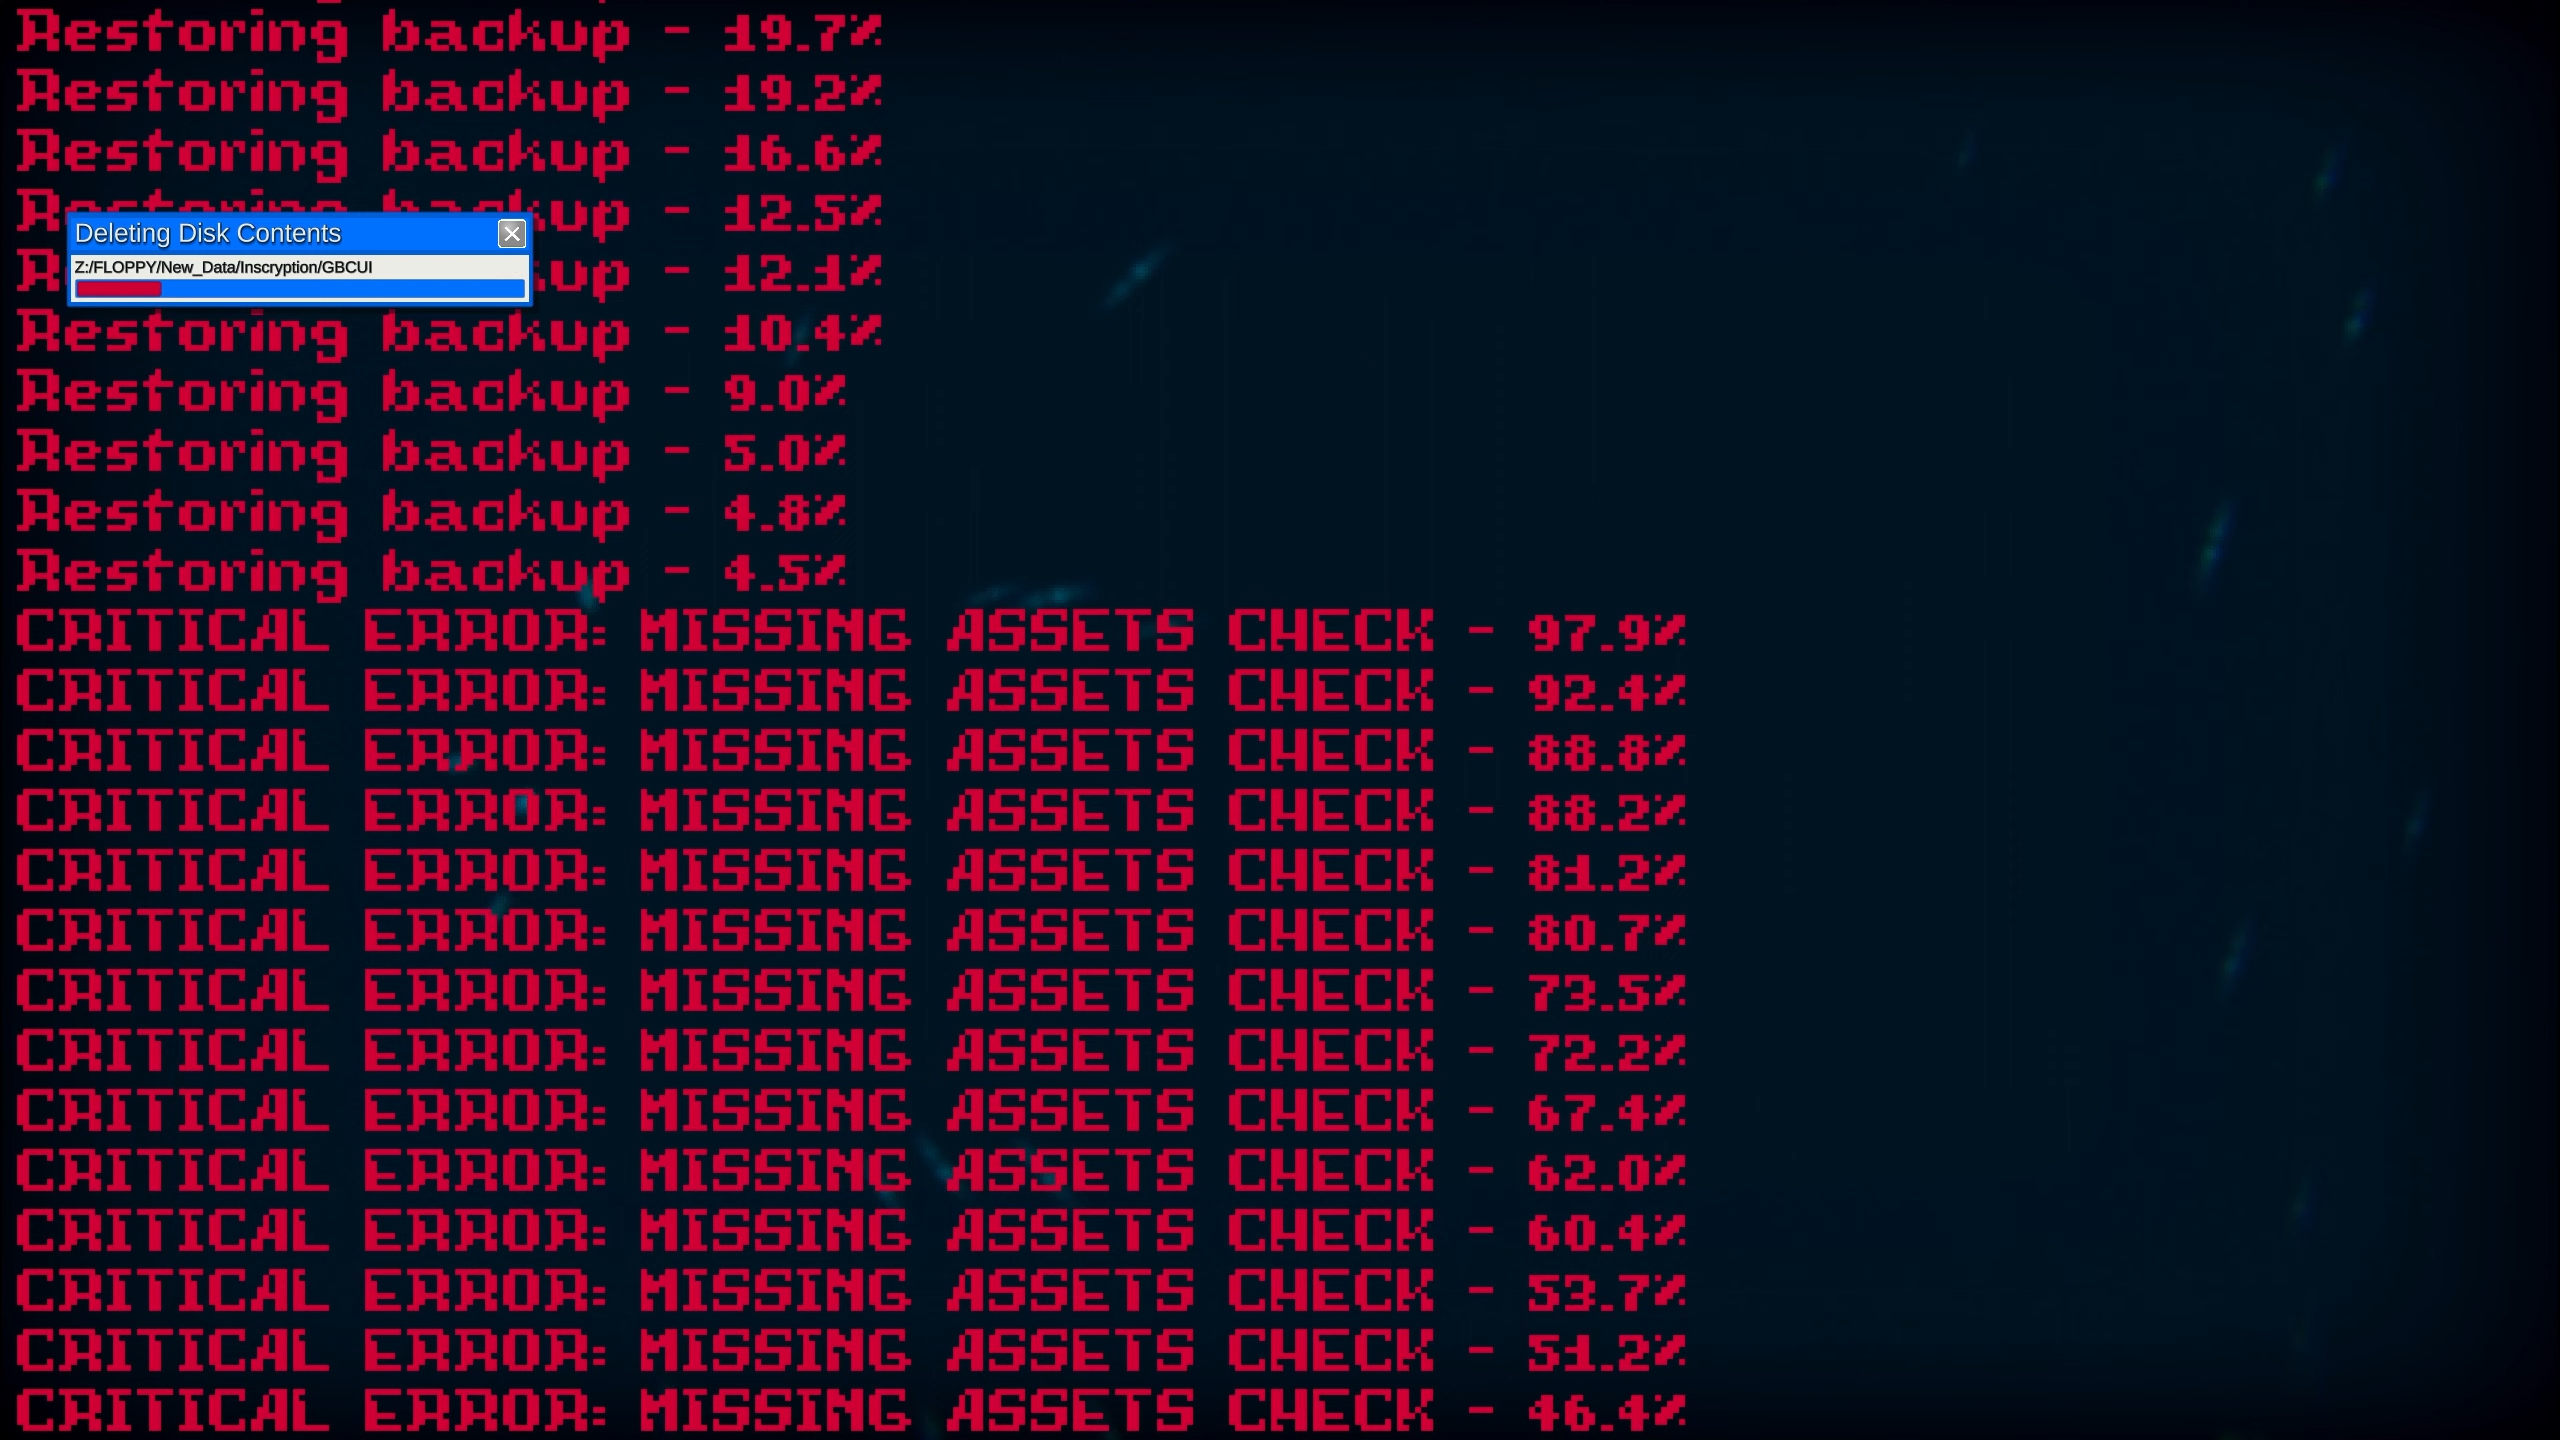 Restoring backup - 19.7%
Restoring backup - 19.2%
Restoring backup - 16.6%
Restoring backup - 12.5%
Deleting Disk Contents
Z:/FLOPPY/New_Data/Inscryption/GBCUI
up - 12.1%
Restoring backup - 10.4%
Restoring backup - 9.0%
Restoring backup - 5.0%
Restoring backup - 4.8%
Restoring backup - 4.5%
CRITICAL ERROR: MISSING ASSETS CHECK - 97.9%
CRITICAL ERROR: MISSING ASSETS CHECK - 92.4%
CRITICAL ERROR: MISSING ASSETS CHECK - 88.8%
CRITICAL ERROR: MISSING ASSETS CHECK - 88.2%
CRITICAL ERROR: MISSING ASSETS CHECK - 81.2%
CRITICAL ERROR: MISSING ASSETS CHECK - 80.7%
CRITICAL ERROR: MISSING ASSETS CHECK - 73.5%
CRITICAL ERROR: MISSING ASSETS CHECK - 72.2%
CRITICAL ERROR: MISSING ASSETS CHECK - 67.4%
CRITICAL ERROR: MISSING ASSETS CHECK - 62.0%
CRITICAL ERROR: MISSING ASSETS CHECK - 60.4%
CRITICAL ERROR: MISSING ASSETS CHECK - 53.7%
CRITICAL ERROR: MISSING ASSETS CHECK - 51.2%
CRITICAL ERROR: MISSING ASSETS CHECK - 46.4%